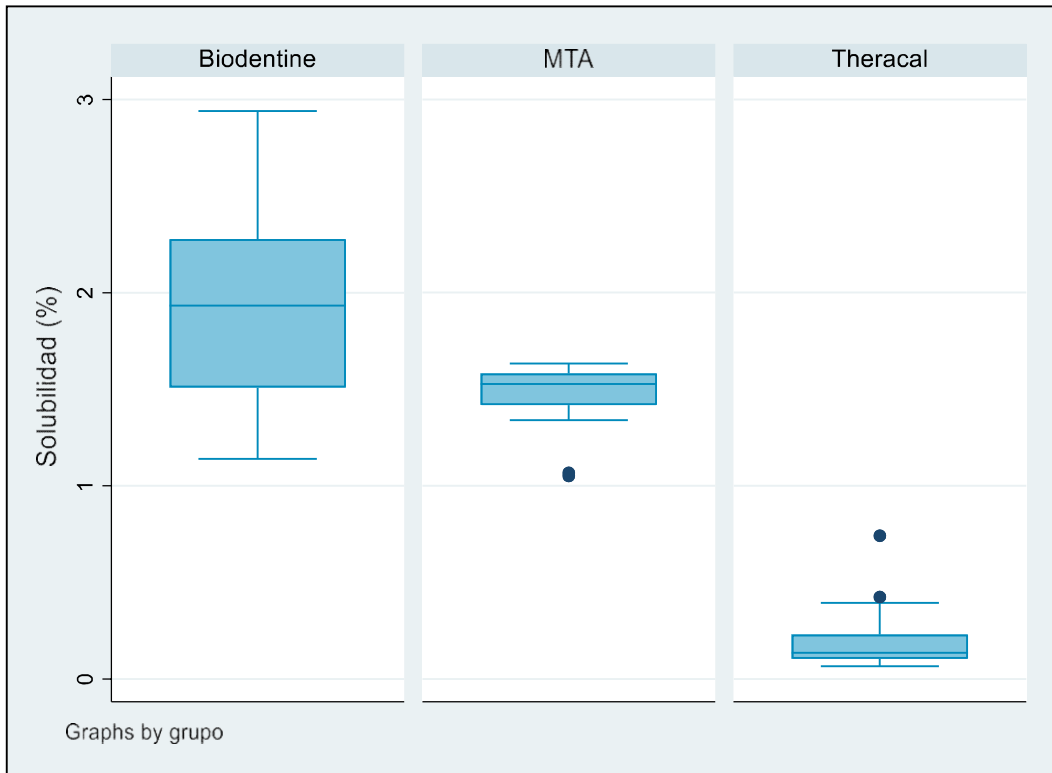 Biodentine
MTA
Theracal
Solubilidad (%)
3
2
1
0
Graphs by grupo